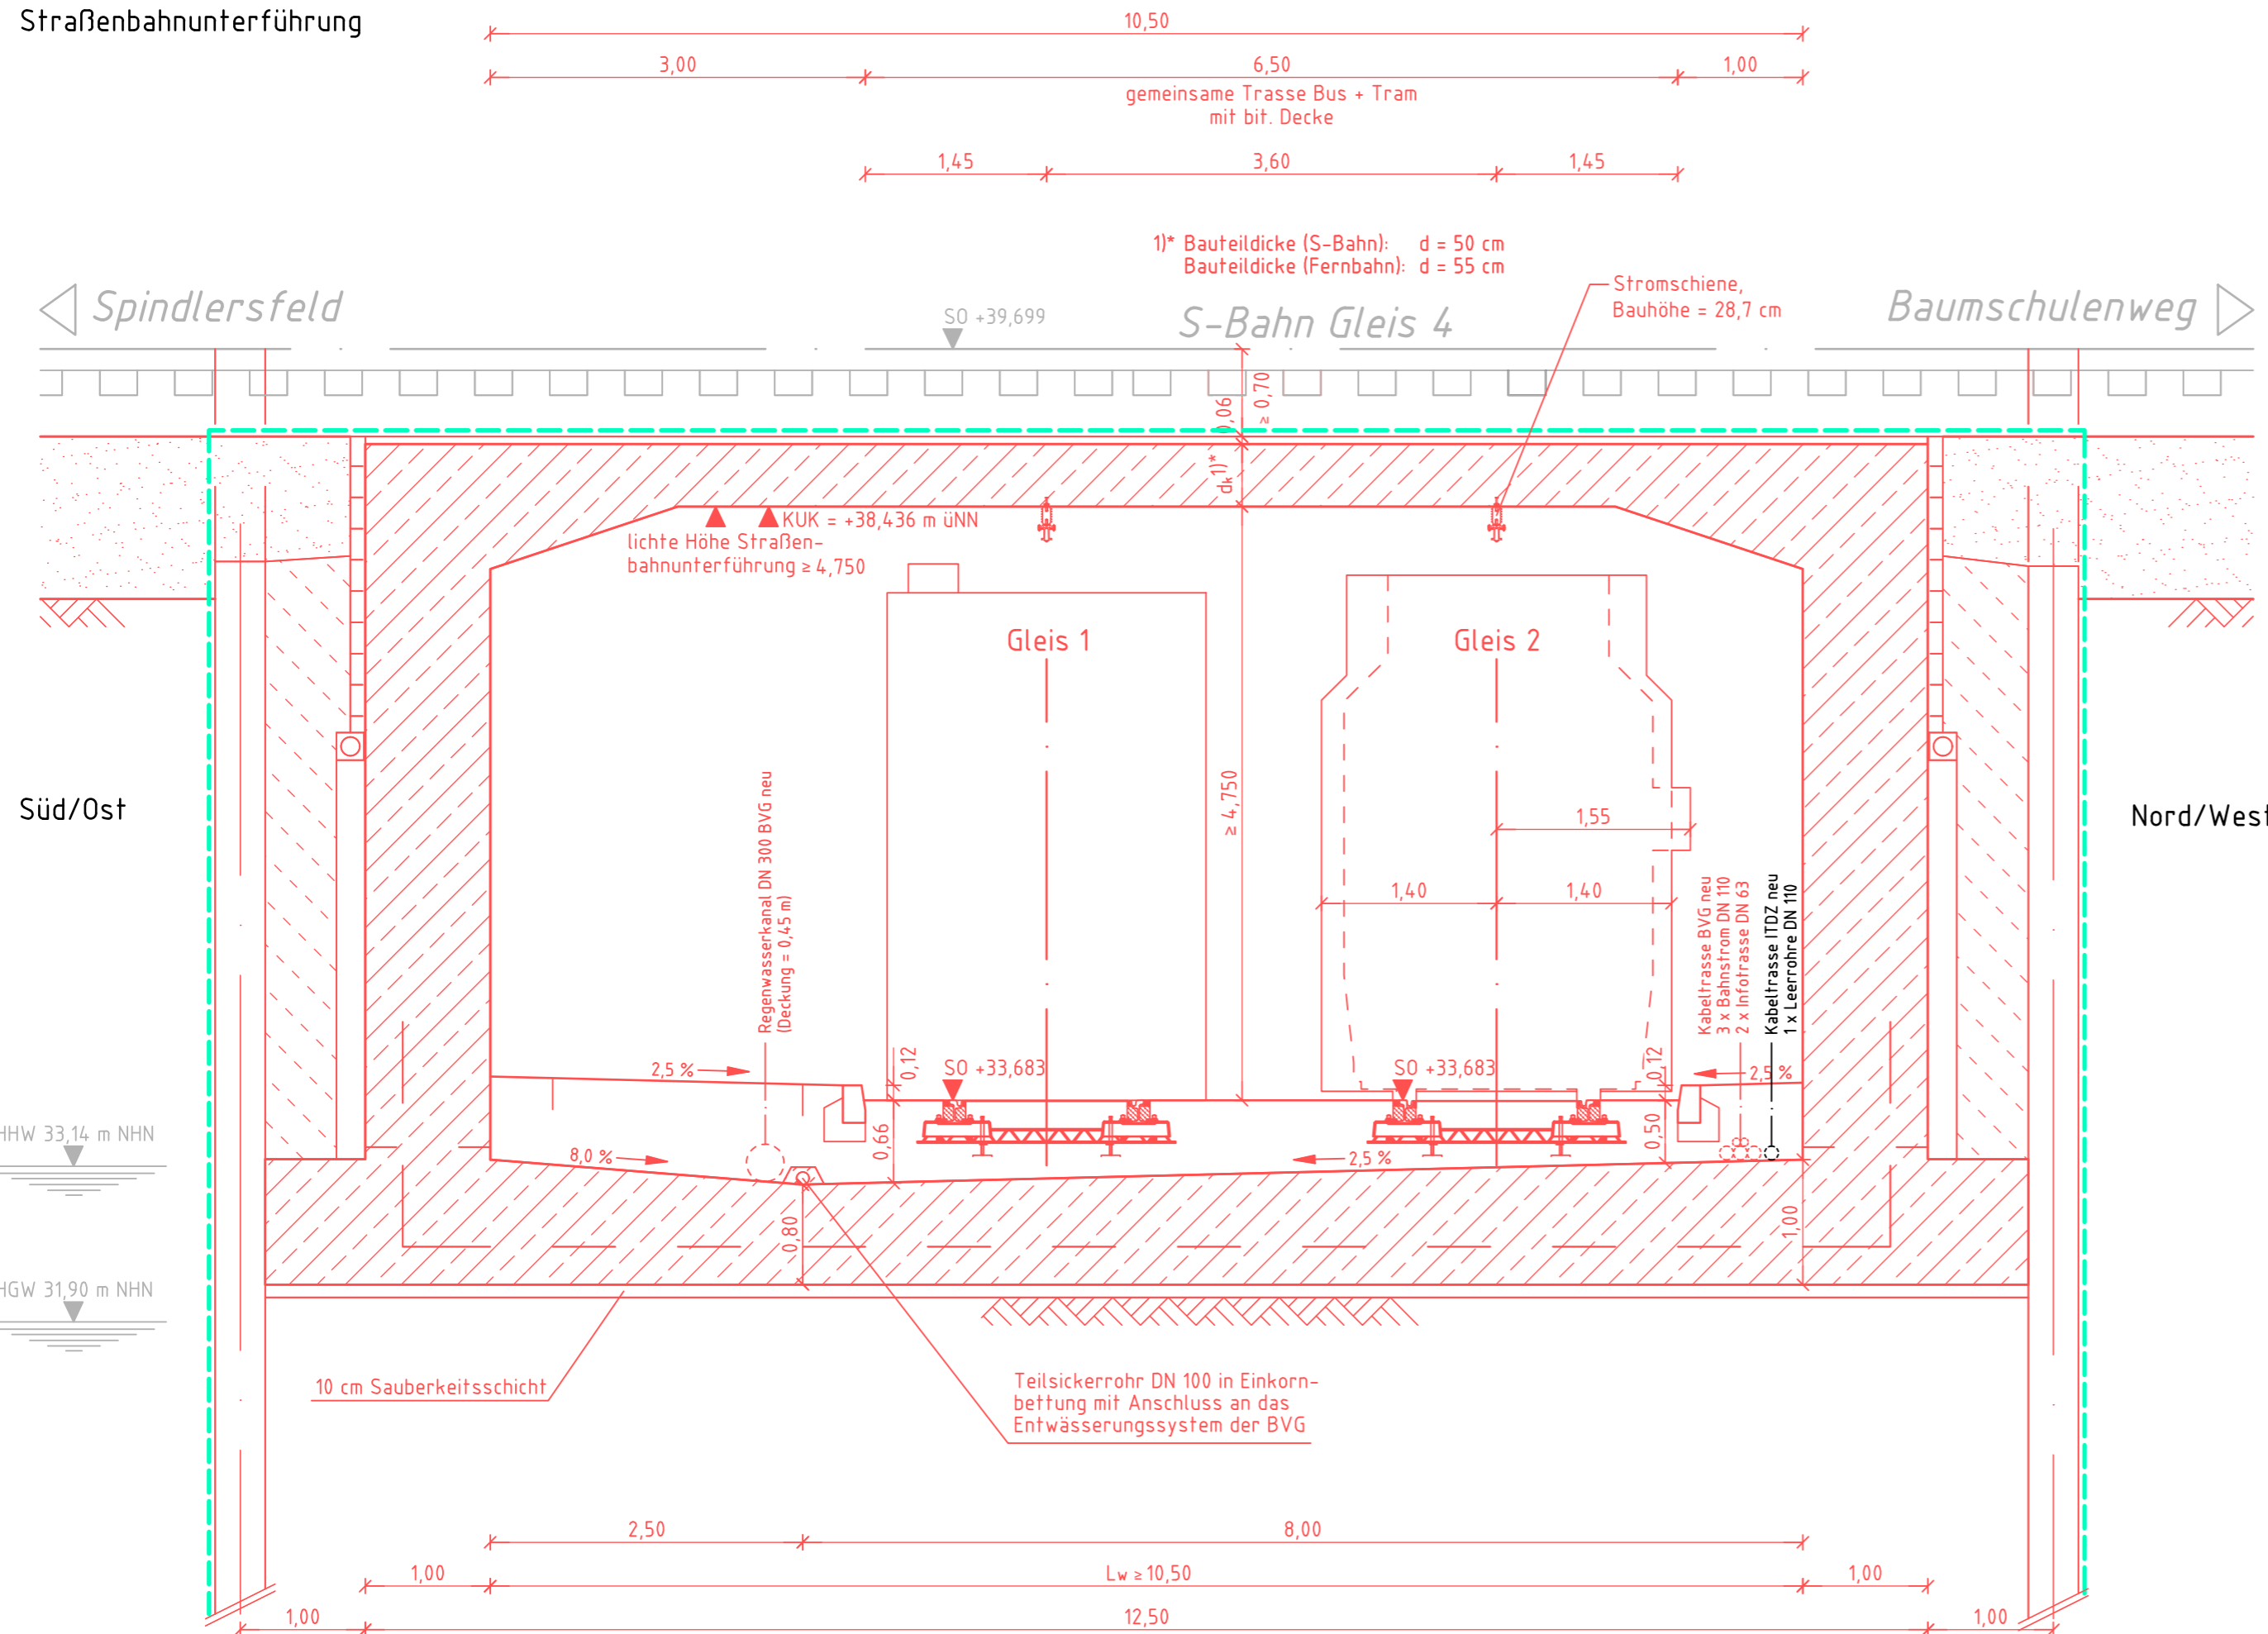 Straßenbahnunterführung
10,50
3,00
6,50
1,00
gemeinsame Trasse Bus + Tram
mit bit. Decke
1,45
3,60
1,45
1)* Bauteildicke (S-Bahn): d = 50 cm
Bauteildicke (Fernbahn): d = 55 cm
Stromschiene,
Bauhöhe = 28,7 cm
Spindlersfeld
SO +39,699
S-Bahn Gleis 4
Baumschulenweg
0,06
≥ 0,70
dk1)*
KUK = +38,436 m üNN
lichte Höhe Straßen-
bahnunterführung ≥ 4,750
Gleis 1
Gleis 2
Süd/Ost
Nord/West
≥ 4,750
1,55
1,40
1,40
Regenwasserkanal DN 300 BVG neu
(Deckung = 0,45 m)
Kabeltrasse BVG neu
3 x Bahnstrom DN 110
2 x Infotrasse DN 63
Kabeltrasse ITDZ neu
1 x Leerrohre DN 110
2,5 %
0,12
SO +33,683
SO +33,683
0,12
2,5 %
HHW 33,14 m NHN
8,0 %
0,66
2,5 %
0,50
0,80
1,00
HGW 31,90 m NHN
10 cm Sauberkeitsschicht
Teilsickerrohr DN 100 in Einkorn-
bettung mit Anschluss an das
Entwässerungssystem der BVG
2,50
8,00
1,00
Lw ≥ 10,50
1,00
1,00
12,50
1,00